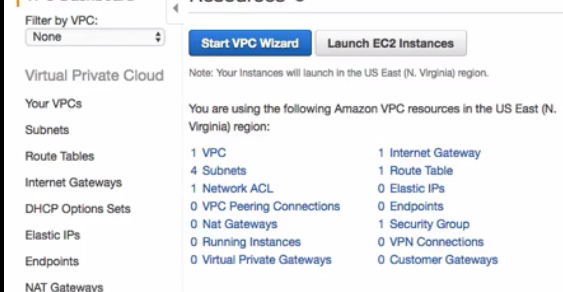 Filter by VPC:
None
Virtual Private Cloud
Your VPCs
Subnets
Route Tables
Internet Gateways
DHCP Options Sets
Elastic IPs
Endpoints
NAT Gateways
Start VPC Wizard
Launch EC2 Instances
Note: Your Instances will launch in the US East (N. Virginia) region.
You are using the following Amazon VPC resources in the US East (N.
Virginia) region:
1 VPC
4 Subnets
1 Network ACL
0 VPC Peering Connections
0 Nat Gateways
0 Running Instances
0 Virtual Private Gateways
1 Internet Gateway
1 Route Table
0 Elastic IPs
0 Endpoints
1 Security Group
0 VPN Connections
0 Customer Gateways